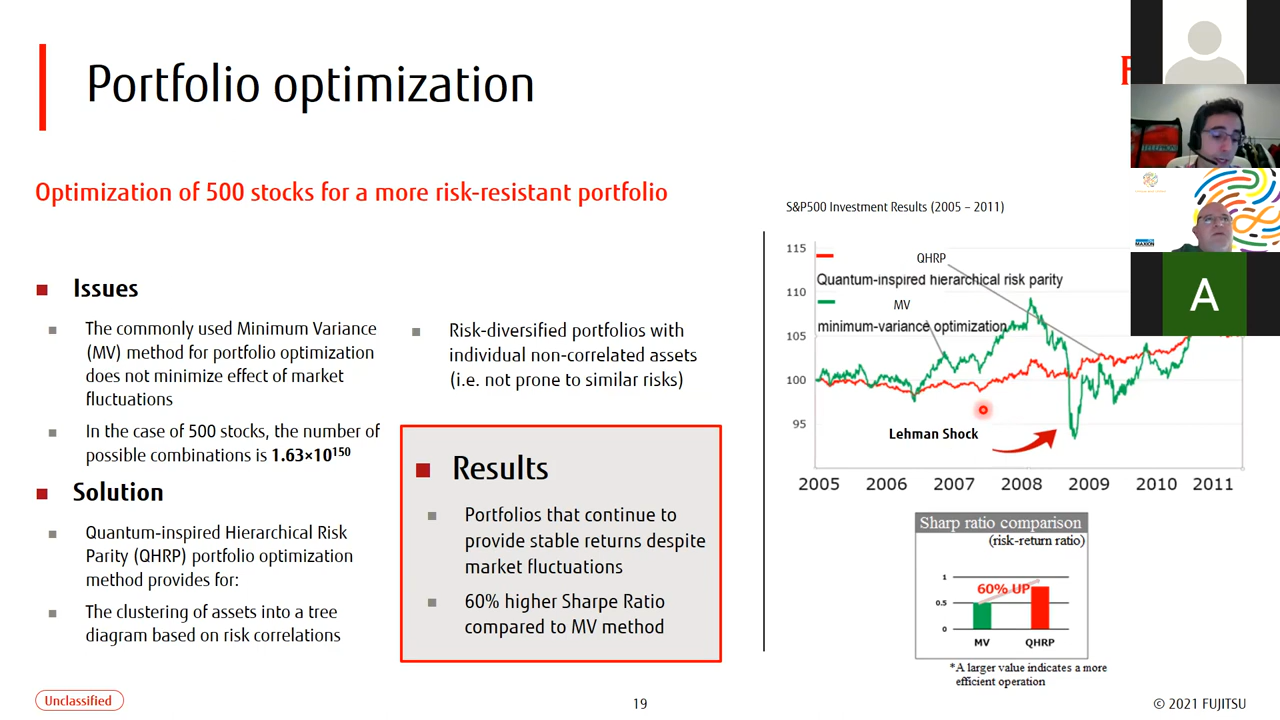 Portfolio optimization
Optimization of 500 stocks for a more risk-resistant portfolio
Issues
The commonly used Minimum Variance
(MV) method for portfolio optimization
does not minimize effect of market
fluctuations
In the case of 500 stocks, the number of
possible combinations is 1.63×10¹⁵⁰
Solution
Quantum-inspired Hierarchical Risk
Parity (QHRP) portfolio optimization
method provides for:
The clustering of assets into a tree
diagram based on risk correlations
Risk-diversified portfolios with
individual non-correlated assets
(i.e. not prone to similar risks)
Results
Portfolios that continue to
provide stable returns despite
market fluctuations
60% higher Sharpe Ratio
compared to MV method
S&P500 Investment Results (2005 – 2011)
115
110
105
100
95
QHRP
Quantum-inspired hierarchical risk parity
MV
minimum-variance optimization
Lehman Shock
2005 2006 2007 2008 2009 2010 2011
Sharp ratio comparison
(risk-return ratio)
1
0.5
0
60% UP
MV QHRP
*A larger value indicates a more
efficient operation
F
MAXION
A
Unclassified
19
© 2021 FUJITSU